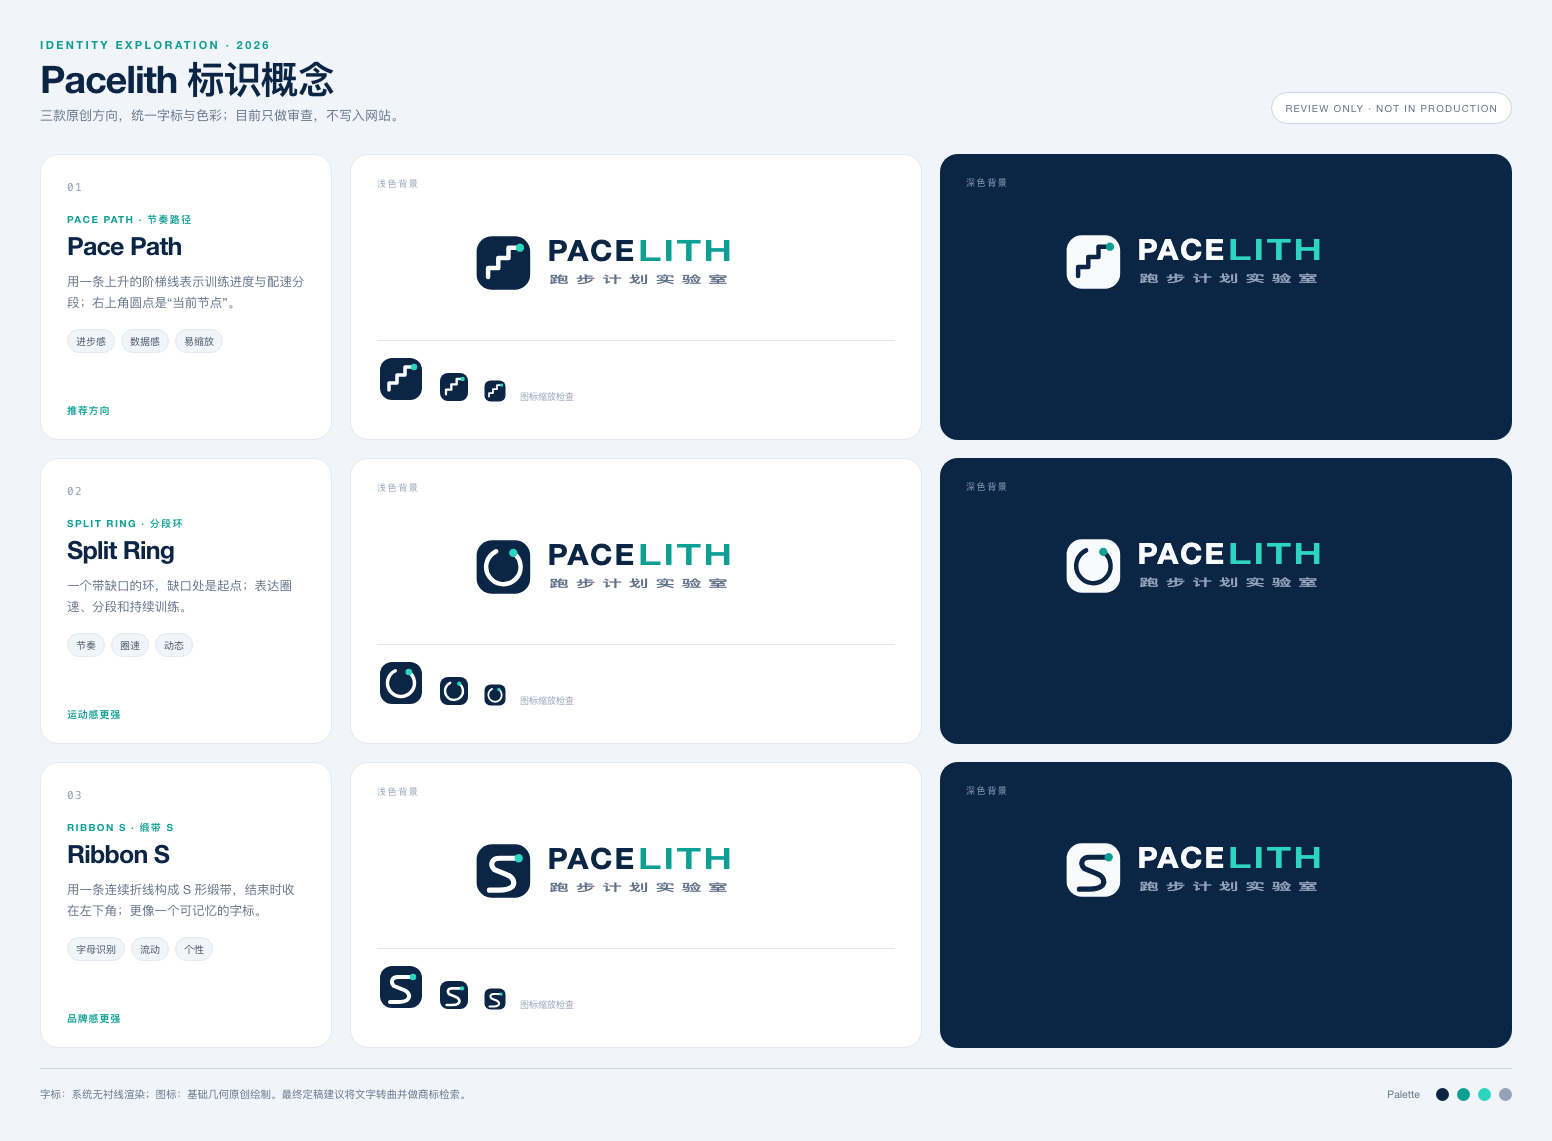 IDENTITY EXPLORATION · 2026
Pacelith 标识概念
三款原创方向，统一字标与色彩；目前只做审查，不写入网站。
REVIEW ONLY · NOT IN PRODUCTION
01
PACE PATH · 节奏路径
Pace Path
用一条上升的阶梯线表示训练进度与配速分
段；右上角圆点是“当前节点”。
进步感 数据感 易缩放
推荐方向
浅色背景
PACELITH
跑步计划实验室
图标缩放检查
深色背景
PACELITH
跑步计划实验室
02
SPLIT RING · 分段环
Split Ring
一个带缺口的环，缺口处是起点；表达圈
速、分段和持续训练。
节奏 圈速 动态
运动感更强
浅色背景
PACELITH
跑步计划实验室
图标缩放检查
深色背景
PACELITH
跑步计划实验室
03
RIBBON S · 缎带 S
Ribbon S
用一条连续折线构成 S 形缎带，结束时收
在左下角；更像一个可记忆的字标。
字母识别 流动 个性
品牌感更强
浅色背景
PACELITH
跑步计划实验室
图标缩放检查
深色背景
PACELITH
跑步计划实验室
字标：系统无衬线渲染；图标：基础几何原创绘制。最终定稿建议将文字转曲并做商标检索。
Palette